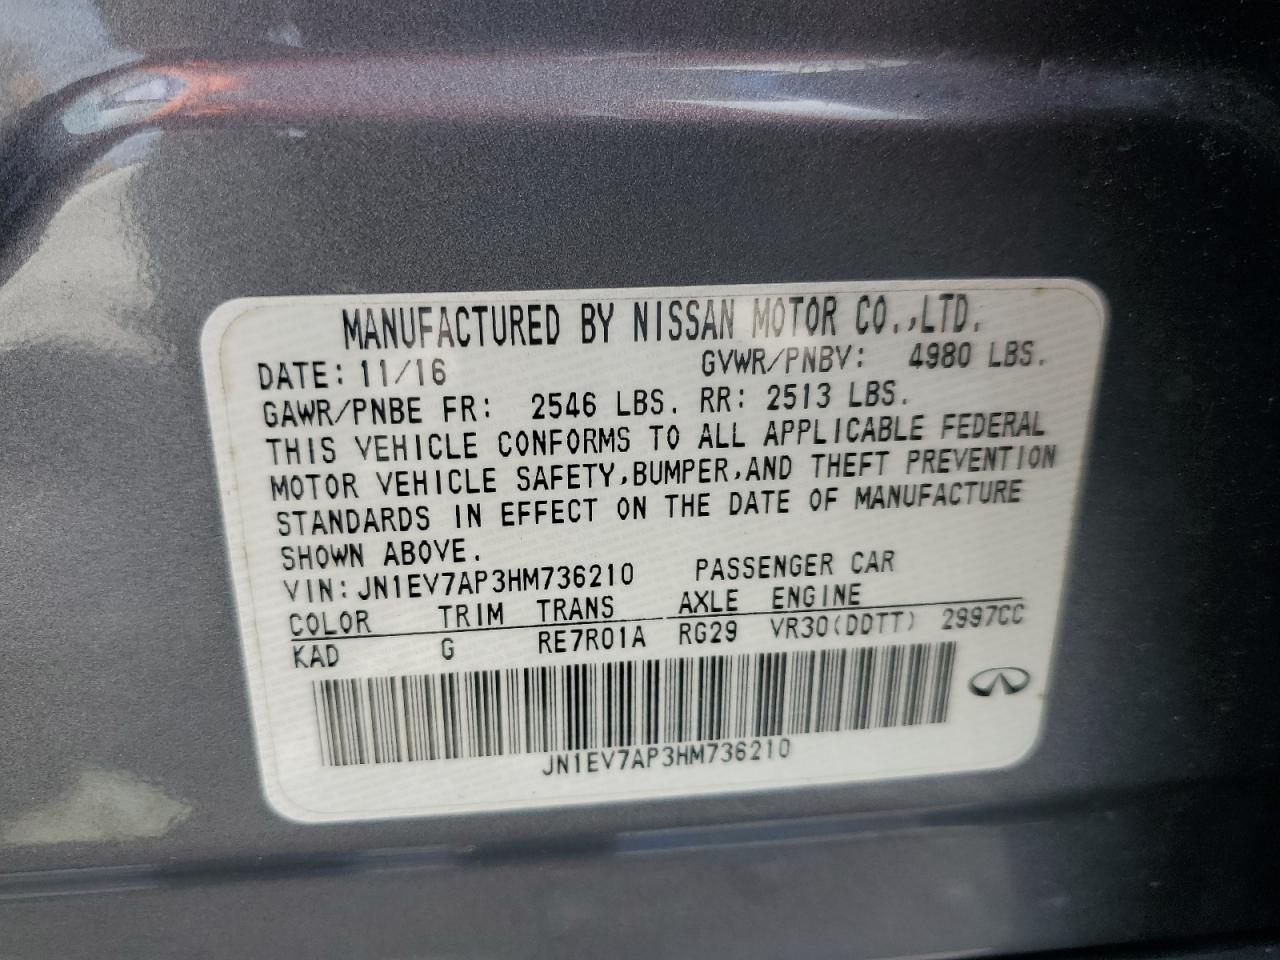 MANUFACTURED BY NISSAN MOTOR CO.,LTD.
DATE: 11/16 GVWR/PNBV: 4980 LBS.
GAWR/PNBE FR: 2546 LBS. RR: 2513 LBS.
THIS VEHICLE CONFORMS TO ALL APPLICABLE FEDERAL
MOTOR VEHICLE SAFETY,BUMPER,AND THEFT PREVENTION
STANDARDS IN EFFECT ON THE DATE OF MANUFACTURE
SHOWN ABOVE.
VIN:JN1EV7AP3HM736210 PASSENGER CAR
COLOR TRIM TRANS AXLE ENGINE
KAD G RE7R01A RG29 VR30(DDTT) 2997CC
JN1EV7AP3HM736210